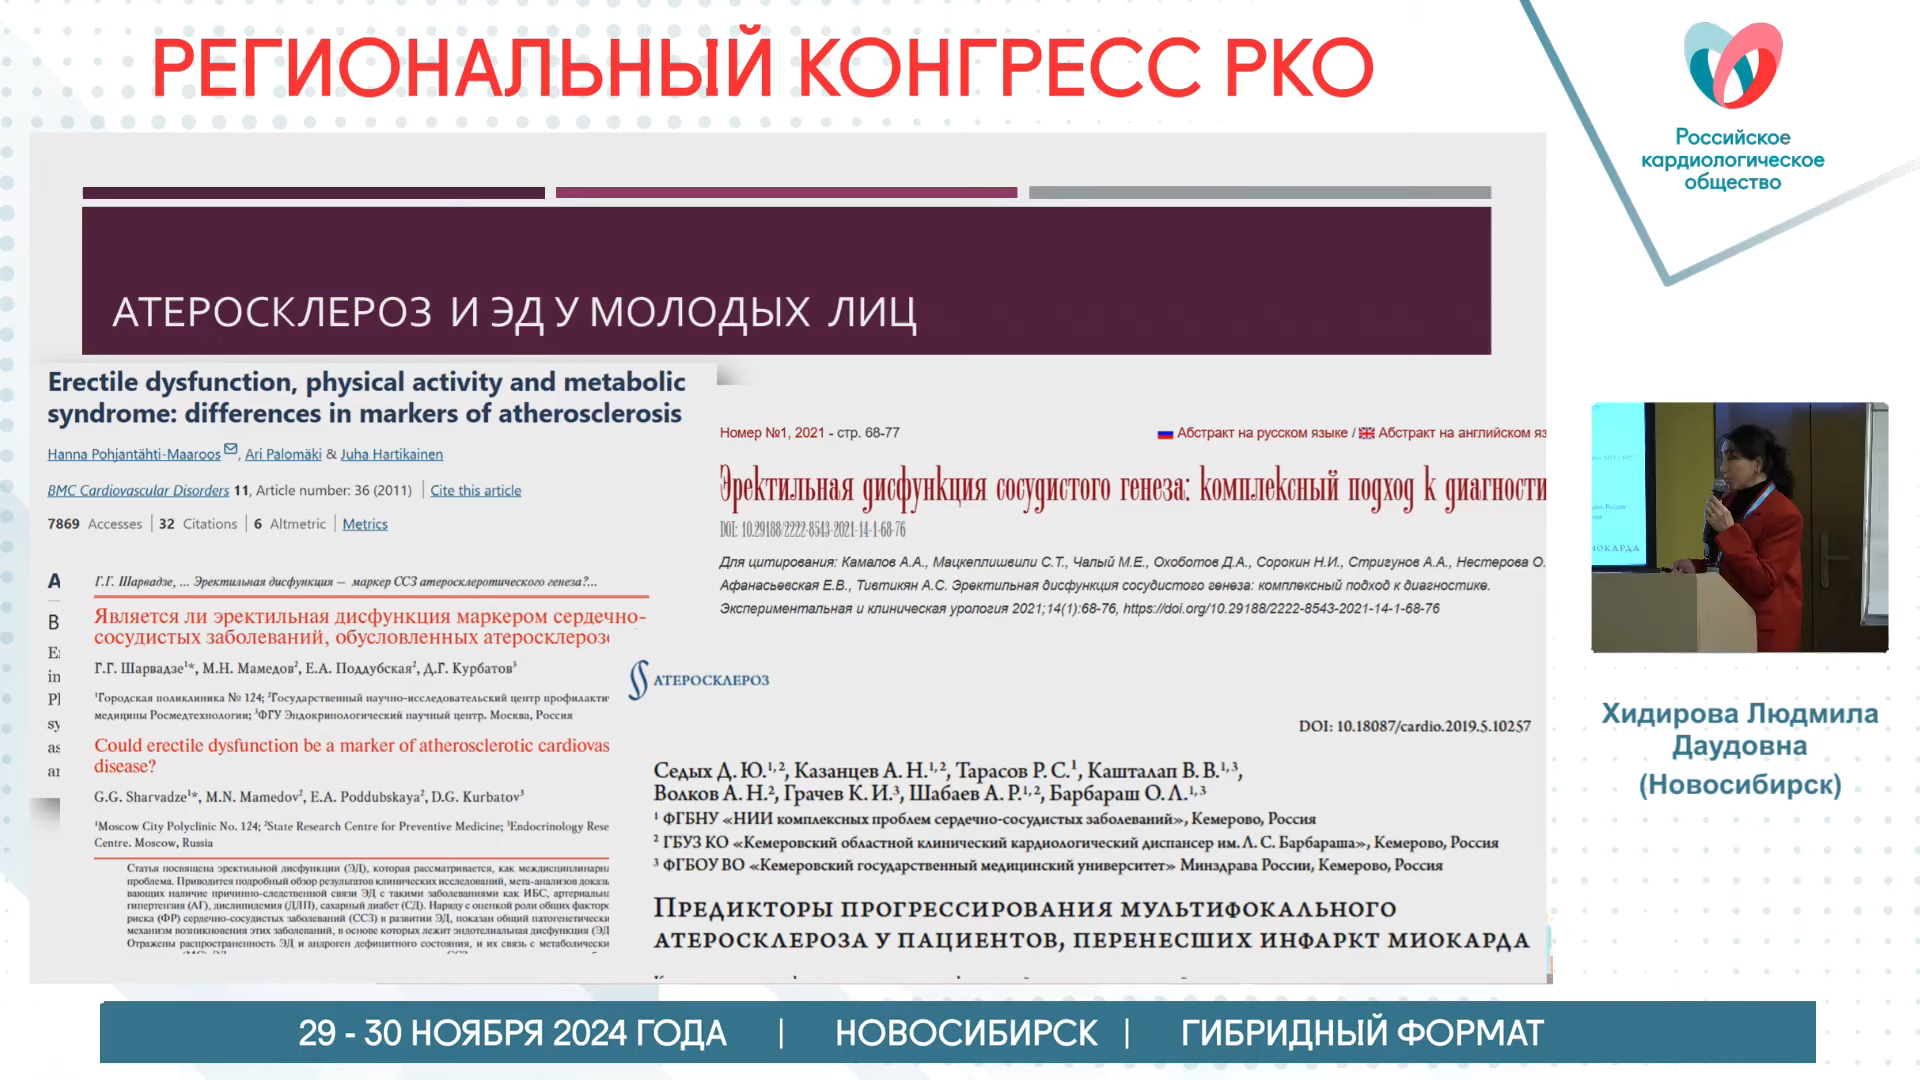 РЕГИОНАЛЬНЫЙ КОНГРЕСС РКО
Российское
кардиологическое
общество
АТЕРОСКЛЕРОЗ И ЭД У МОЛОДЫХ ЛИЦ
Erectile dysfunction, physical activity and metabolic
syndrome: differences in markers of atherosclerosis
Hanna Pohjantähti-Maaroos, Ari Palomäki & Juha Hartikainen
BMC Cardiovascular Disorders 11, Article number: 36 (2011) | Cite this article
7869 Accesses | 32 Citations | 6 Altmetric | Metrics
Г.Г. Шарвадзе, ... Эректильная дисфункция — маркер ССЗ атеросклеротического генеза?...
Является ли эректильная дисфункция маркером сердечно-
сосудистых заболеваний, обусловленных
Г.Г. Шарвадзе¹*, М.Н. Мамедов², Е.А. Поддубская², Д.Г. Курбатов³
¹Городская поликлиника № 124; ²Государственный научно-исследовательский центр
медицины Росмедтехнологии; ³ФГУ Эндокринологический научный центр. Москва, Россия
Could erectile dysfunction be a marker of atherosclerotic
disease?
G.G. Sharvadze¹*, M.N. Mamedov², E.A. Poddubskaya², D.G. Kurbatov³
¹Moscow City Polyclinic No. 124; ²State Research Centre for Preventive Medicine; ³Endocrinology
Centre. Moscow, Russia
Статья посвящена эректильной дисфункции (ЭД), которая рассматривается, как
проблема. Приводится подробный обзор результатов клинических исследований, мета-анализов
вающих наличие причинно-следственной связи ЭД с такими заболеваниями как ИБС,
гипертензия (АГ), дислипидемия (ДЛП), сахарный диабет (СД). Наряду с оценкой роли общих
риска (ФР) сердечно-сосудистых заболеваний (ССЗ) в развитии ЭД, показан общий
механизм возникновения этих заболеваний, в основе которых лежит эндотелиальная дисфункция
Отражены распространенность ЭД и андроген дефицитного состояния, и их связь с
Номер №1, 2021 - стр. 68-77
Абстракт на русском языке / Абстракт на английском яз
Эректильная дисфункция сосудистого генеза: комплексный подход к диагности
DOI: 10.29188/2222-8543-2021-14-1-68-76
Для цитирования: Камалов А.А., Мацкеплишвили С.Т., Чалый М.Е., Охоботов Д.А., Сорокин Н.И., Стригунов А.А., Нестерова О.
Афанасьевская Е.В., Тивтикян А.С. Эректильная дисфункция сосудистого генеза: комплексный подход к диагностике.
Экспериментальная и клиническая урология 2021;14(1):68-76, https://doi.org/10.29188/2222-8543-2021-14-1-68-76
АТЕРОСКЛЕРОЗ
DOI: 10.18087/cardio.2019.5.10257
Седых Д. Ю.¹,², Казанцев А. Н.¹,², Тарасов Р. С.¹, Кашталап В. В.¹,³,
Волков А. Н.², Грачев К. И.³, Шабаев А. Р.¹,², Барбараш О. Л.¹,³
¹ ФГБНУ «НИИ комплексных проблем сердечно-сосудистых заболеваний», Кемерово, Россия
² ГБУЗ КО «Кемеровский областной клинический кардиологический диспансер им. Л. С. Барбараша», Кемерово, Россия
³ ФГБОУ ВО «Кемеровский государственный медицинский университет» Минздрава России, Кемерово, Россия
Предикторы прогрессирования мультифокального
атеросклероза у пациентов, перенесших инфаркт миокарда
Хидирова Людмила
Даудовна
(Новосибирск)
29 - 30 НОЯБРЯ 2024 ГОДА | НОВОСИБИРСК | ГИБРИДНЫЙ ФОРМАТ